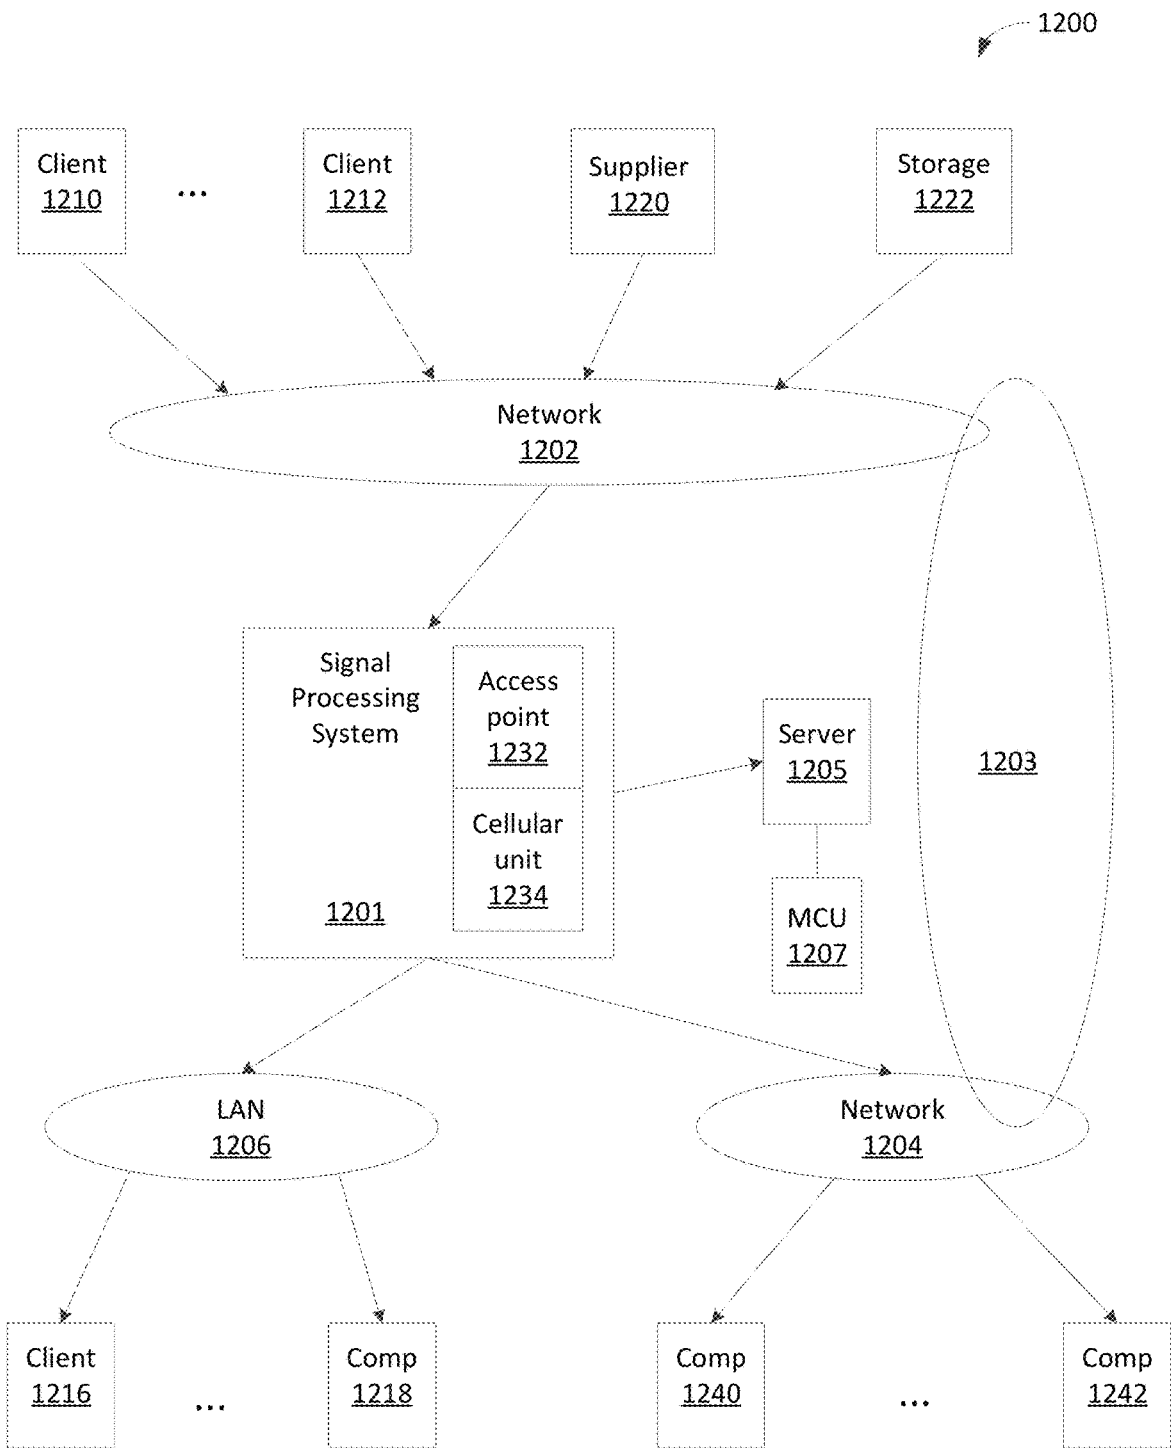 1200
Client
1210
...
Client
1212
Supplier
1220
Storage
1222
Network
1202
Signal
Processing
System
1201
Access
point
1232
Cellular
unit
1234
Server
1205
MCU
1207
1203
LAN
1206
Network
1204
Client
1216
...
Comp
1218
Comp
1240
...
Comp
1242